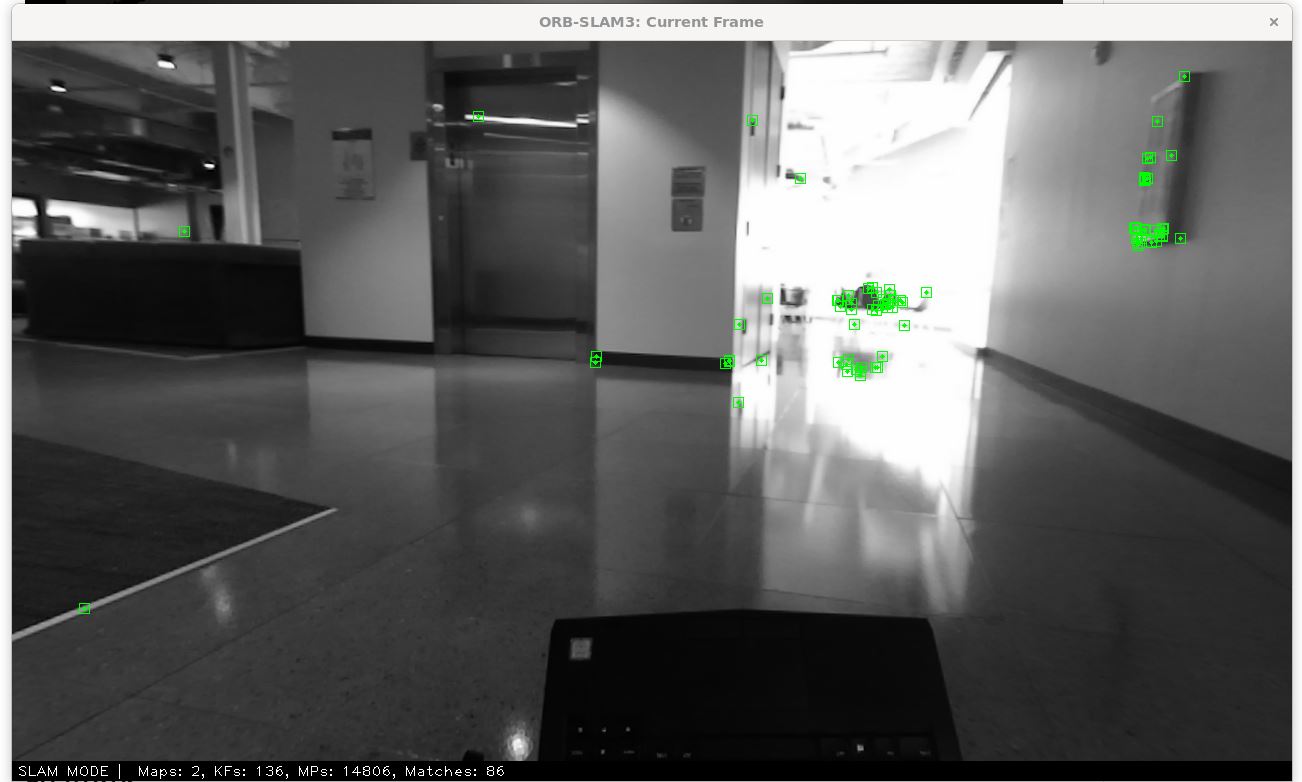 ORB-SLAM3: Current Frame
SLAM MODE | Maps: 2, KFs: 136, MPs: 14806, Matches: 86